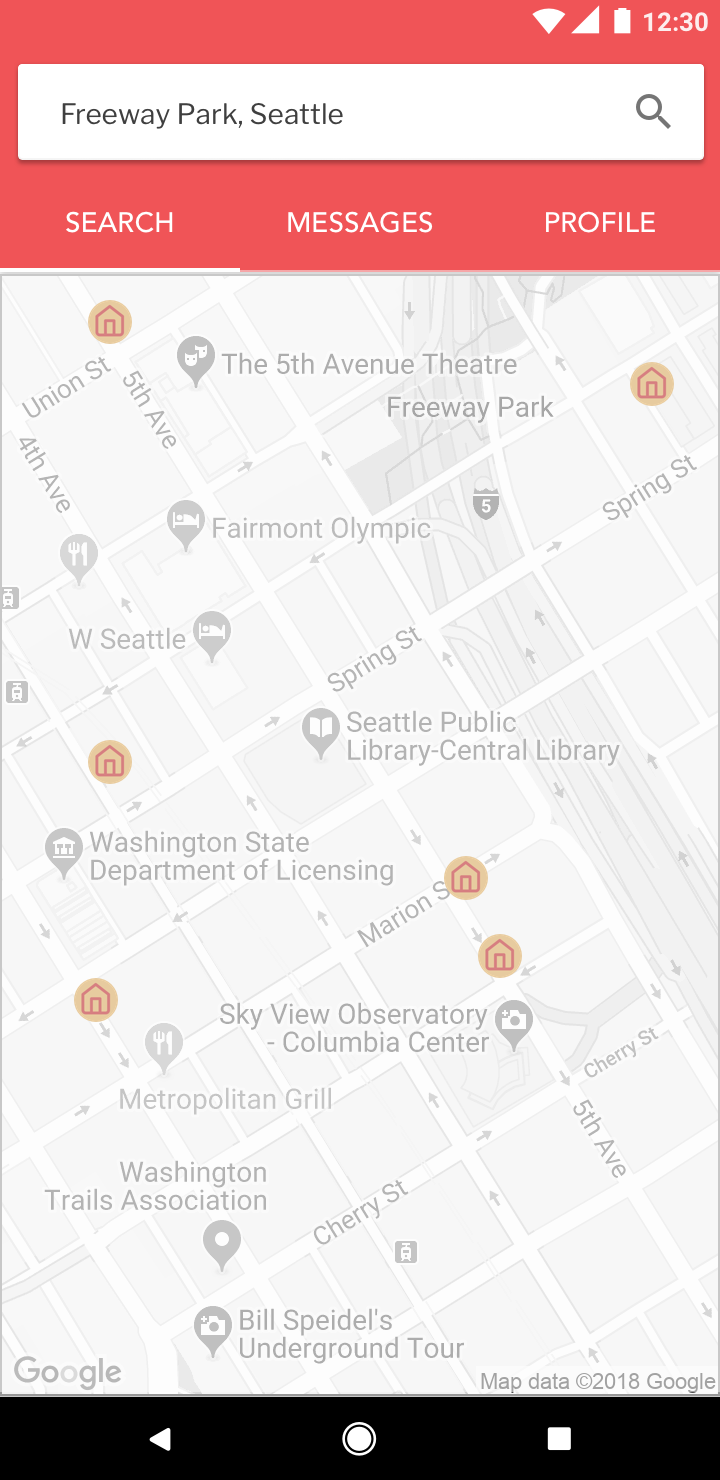 12:30
Freeway Park, Seattle
SEARCH
MESSAGES
PROFILE
The 5th Avenue Theatre
Union St
5th Ave
Freeway Park
4th Ave
Spring St
5
Fairmont Olympic
W Seattle
Spring St
Seattle Public
Library-Central Library
Washington State
Department of Licensing
Marion S
Sky View Observatory
- Columbia Center
Cherry St
Metropolitan Grill
5th Ave
Washington
Trails Association
Cherry St
Bill Speidel's
Underground Tour
Google
Map data ©2018 Google